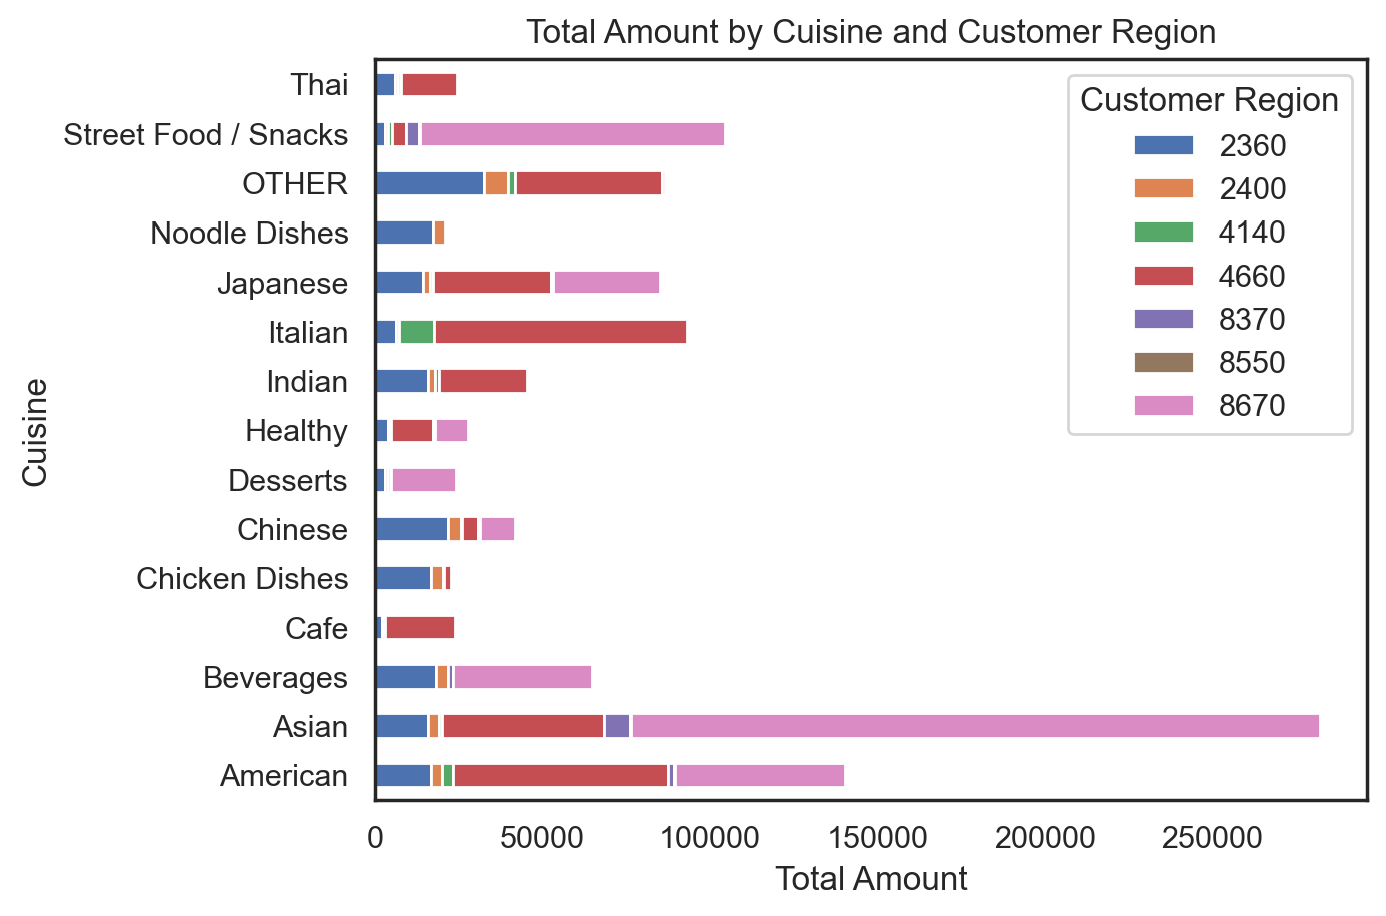 Total Amount by Cuisine and Customer Region
Thai
Street Food / Snacks
OTHER
Noodle Dishes
Japanese
Italian
Indian
Healthy
Desserts
Chinese
Chicken Dishes
Cafe
Beverages
Asian
American
Cuisine
0 50000 100000 150000 200000 250000
Total Amount
Customer Region
2360
2400
4140
4660
8370
8550
8670